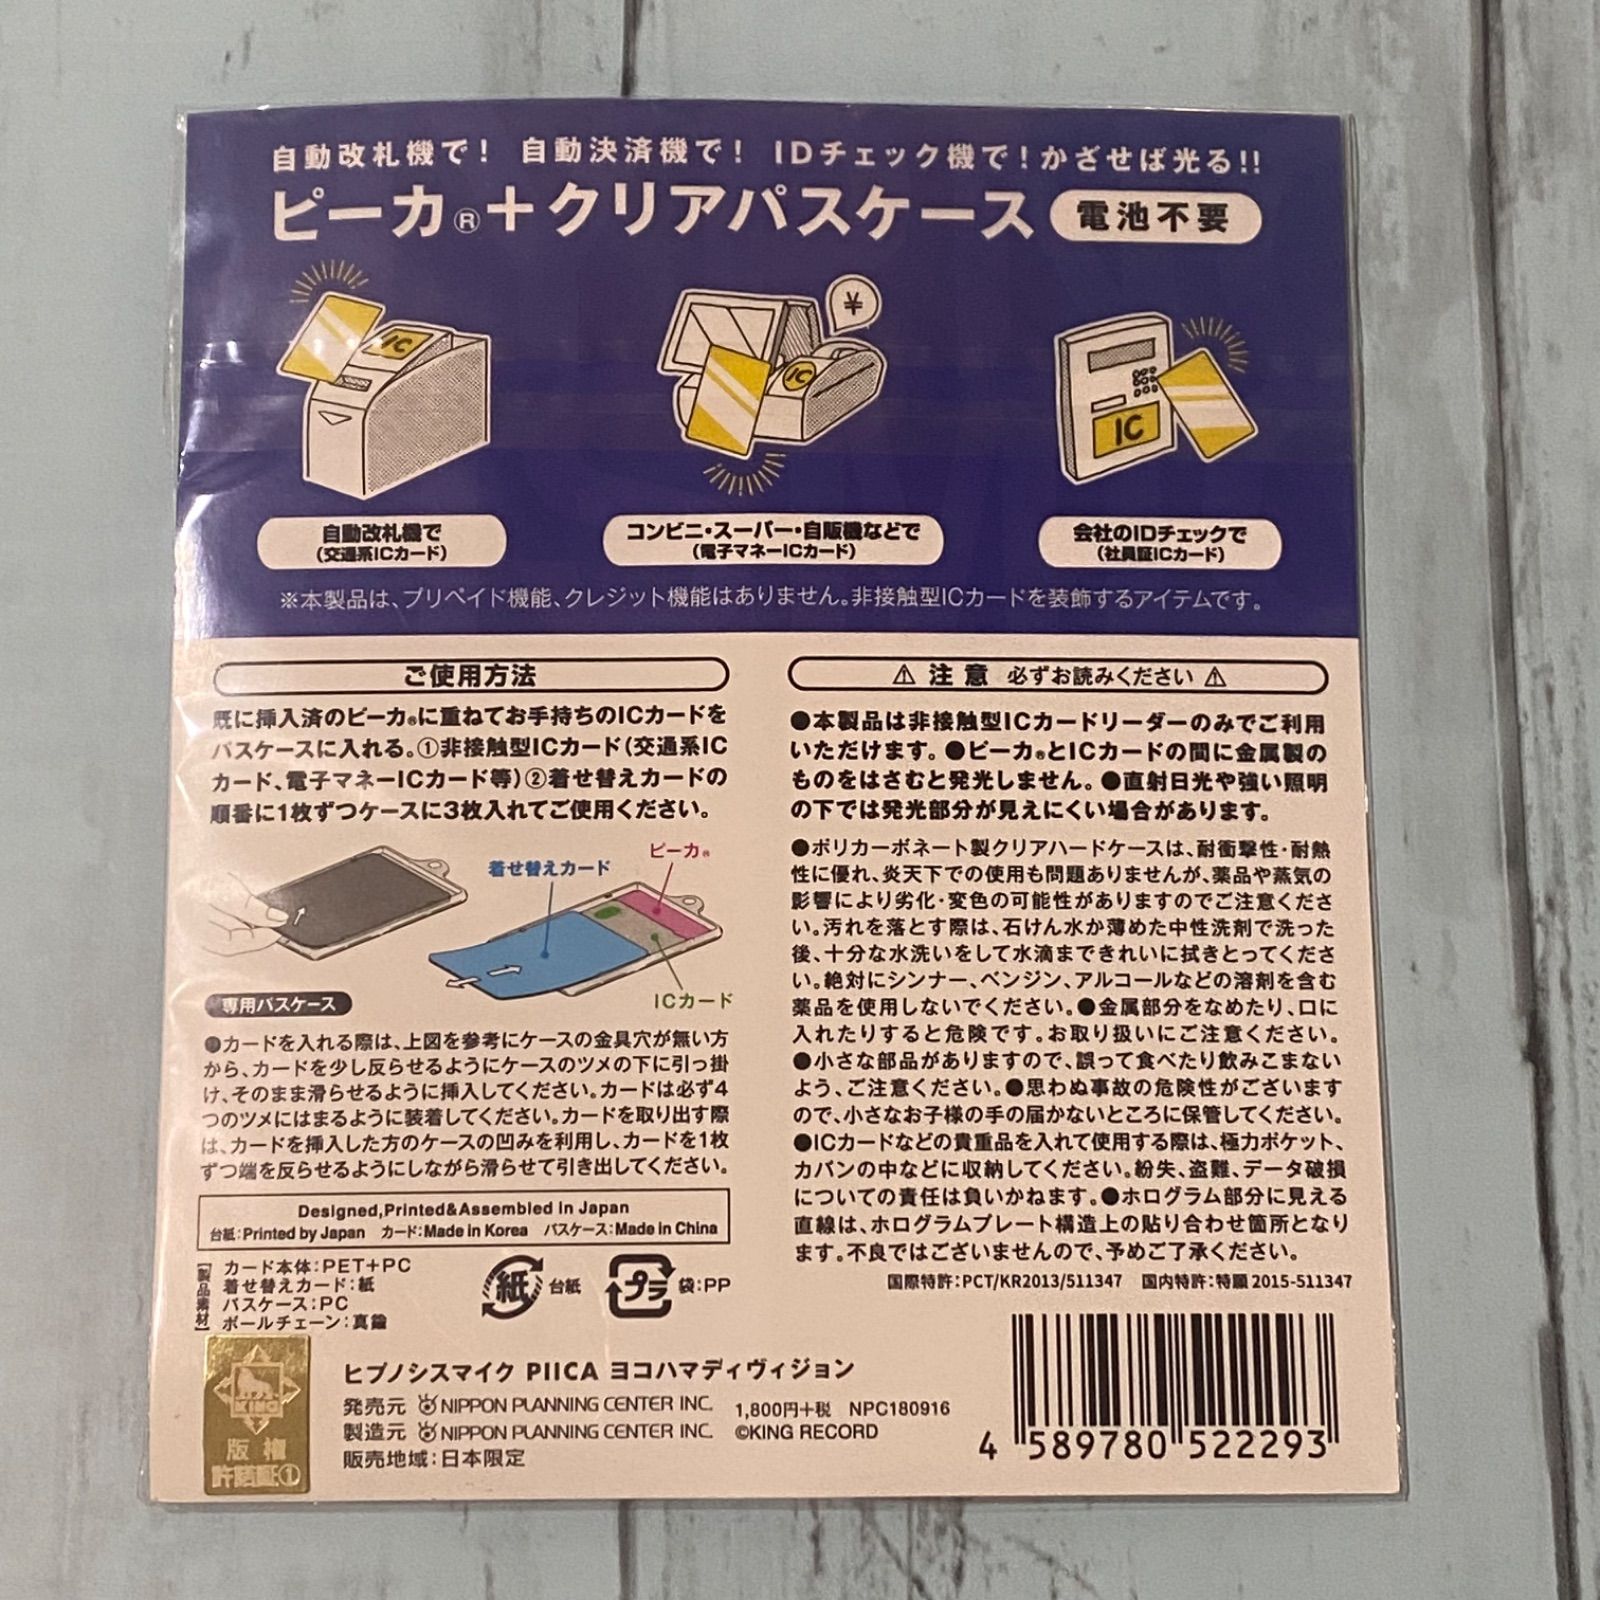 自動改札機で! 自動決済機で! IDチェック機で!かざせば光る!!
ピーカ®+クリアパスケース 電池不要
IC
¥
IC
IC
自動改札機で
(交通系ICカード)
コンビニ・スーパー・自販機などで
(電子マネーICカード)
会社のIDチェックで
(社員証ICカード)
※本製品は、プリペイド機能、クレジット機能はありません。非接触型ICカードを装飾するアイテムです。
ご使用方法
既に挿入済のピーカ®に重ねてお手持ちのICカードを
パスケースに入れる。①非接触型ICカード(交通系IC
カード、電子マネーICカード等)②着せ替えカードの
順番に1枚ずつケースに3枚入れてご使用ください。
ピーカ®
着せ替えカード
ICカード
専用パスケース
●カードを入れる際は、上図を参考にケースの金具穴が無い方
から、カードを少し反らせるようにケースのツメの下に引っ掛
け、そのまま滑らせるように挿入してください。カードは必ず4
つのツメにはまるように装着してください。カードを取り出す際
は、カードを挿入した方のケースの凹みを利用し、カードを1枚
ずつ端を反らせるようにしながら滑らせて引き出してください。
Designed,Printed&Assembled in Japan
台紙:Printed by Japan カード:Made in Korea パスケース:Made in China
[製品素材]
カード本体:PET+PC
着せ替えカード:紙
パスケース:PC
ボールチェーン:真鍮
紙 台紙
プラ 袋:PP
⚠ 注意 必ずお読みください ⚠
●本製品は非接触型ICカードリーダーのみでご利用
いただけます。●ピーカ®とICカードの間に金属製の
ものをはさむと発光しません。●直射日光や強い照明
の下では発光部分が見えにくい場合があります。
●ポリカーボネート製クリアハードケースは、耐衝撃性・耐熱
性に優れ、炎天下での使用も問題ありませんが、薬品や蒸気の
影響により劣化・変色の可能性がありますのでご注意くださ
い。汚れを落とす際は、石けん水か薄めた中性洗剤で洗った
後、十分な水洗いをして水滴まできれいに拭きとってくださ
い。絶対にシンナー、ベンジン、アルコールなどの溶剤を含む
薬品を使用しないでください。●金属部分をなめたり、口に
入れたりすると危険です。お取り扱いにご注意ください。
●小さな部品がありますので、誤って食べたり飲みこまない
よう、ご注意ください。●思わぬ事故の危険性がございます
ので、小さなお子様の手の届かないところに保管してください。
●ICカードなどの貴重品を入れて使用する際は、極力ポケット、
カバンの中などに収納してください。紛失、盗難、データ破損
についての責任は負いかねます。●ホログラム部分に見える
直線は、ホログラムプレート構造上の貼り合わせ箇所となり
ます。不良ではございませんので、予めご了承ください。
国際特許:PCT/KR2013/511347 国内特許:特願 2015-511347
KING
版権
許諾証①
ヒプノシスマイク PIICA ヨコハマディヴィジョン
発売元 NIPPON PLANNING CENTER INC. 1,800円+税 NPC180916
製造元 NIPPON PLANNING CENTER INC. ©KING RECORD
販売地域:日本限定
4 589780 522293